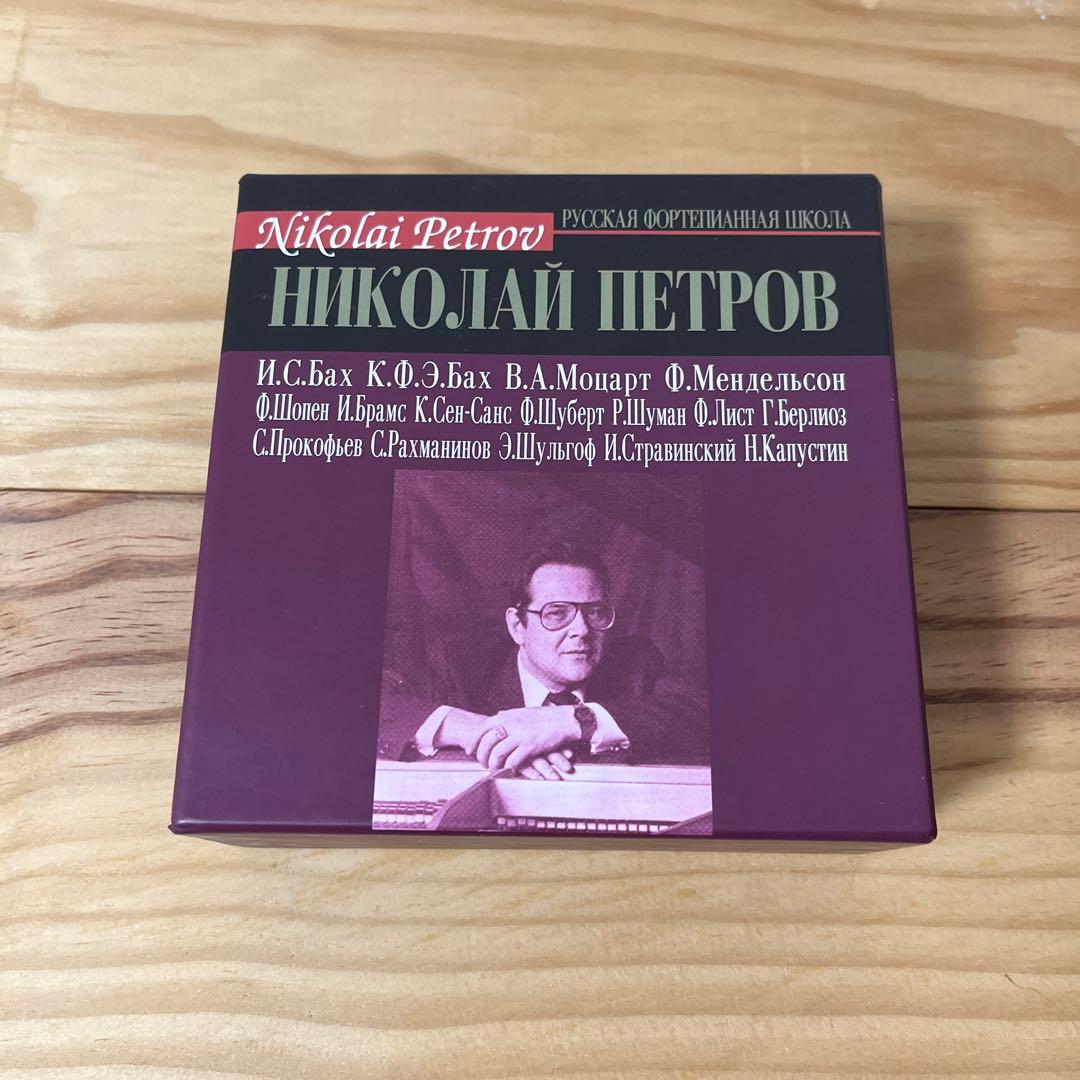 Nikolai Petrov
РУССКАЯ ФОРТЕПИАННАЯ ШКОЛА
НИКОЛАЙ ПЕТРОВ
И.С.Бах К.Ф.Э.Бах В.А.Моцарт Ф.Мендельсон
Ф.Шопен И.Брамс К.Сен-Санс Ф.Шуберт Р.Шуман Ф.Лист Г.Берлиоз
С.Прокофьев С.Рахманинов Э.Шульгоф И.Стравинский Н.Капустин